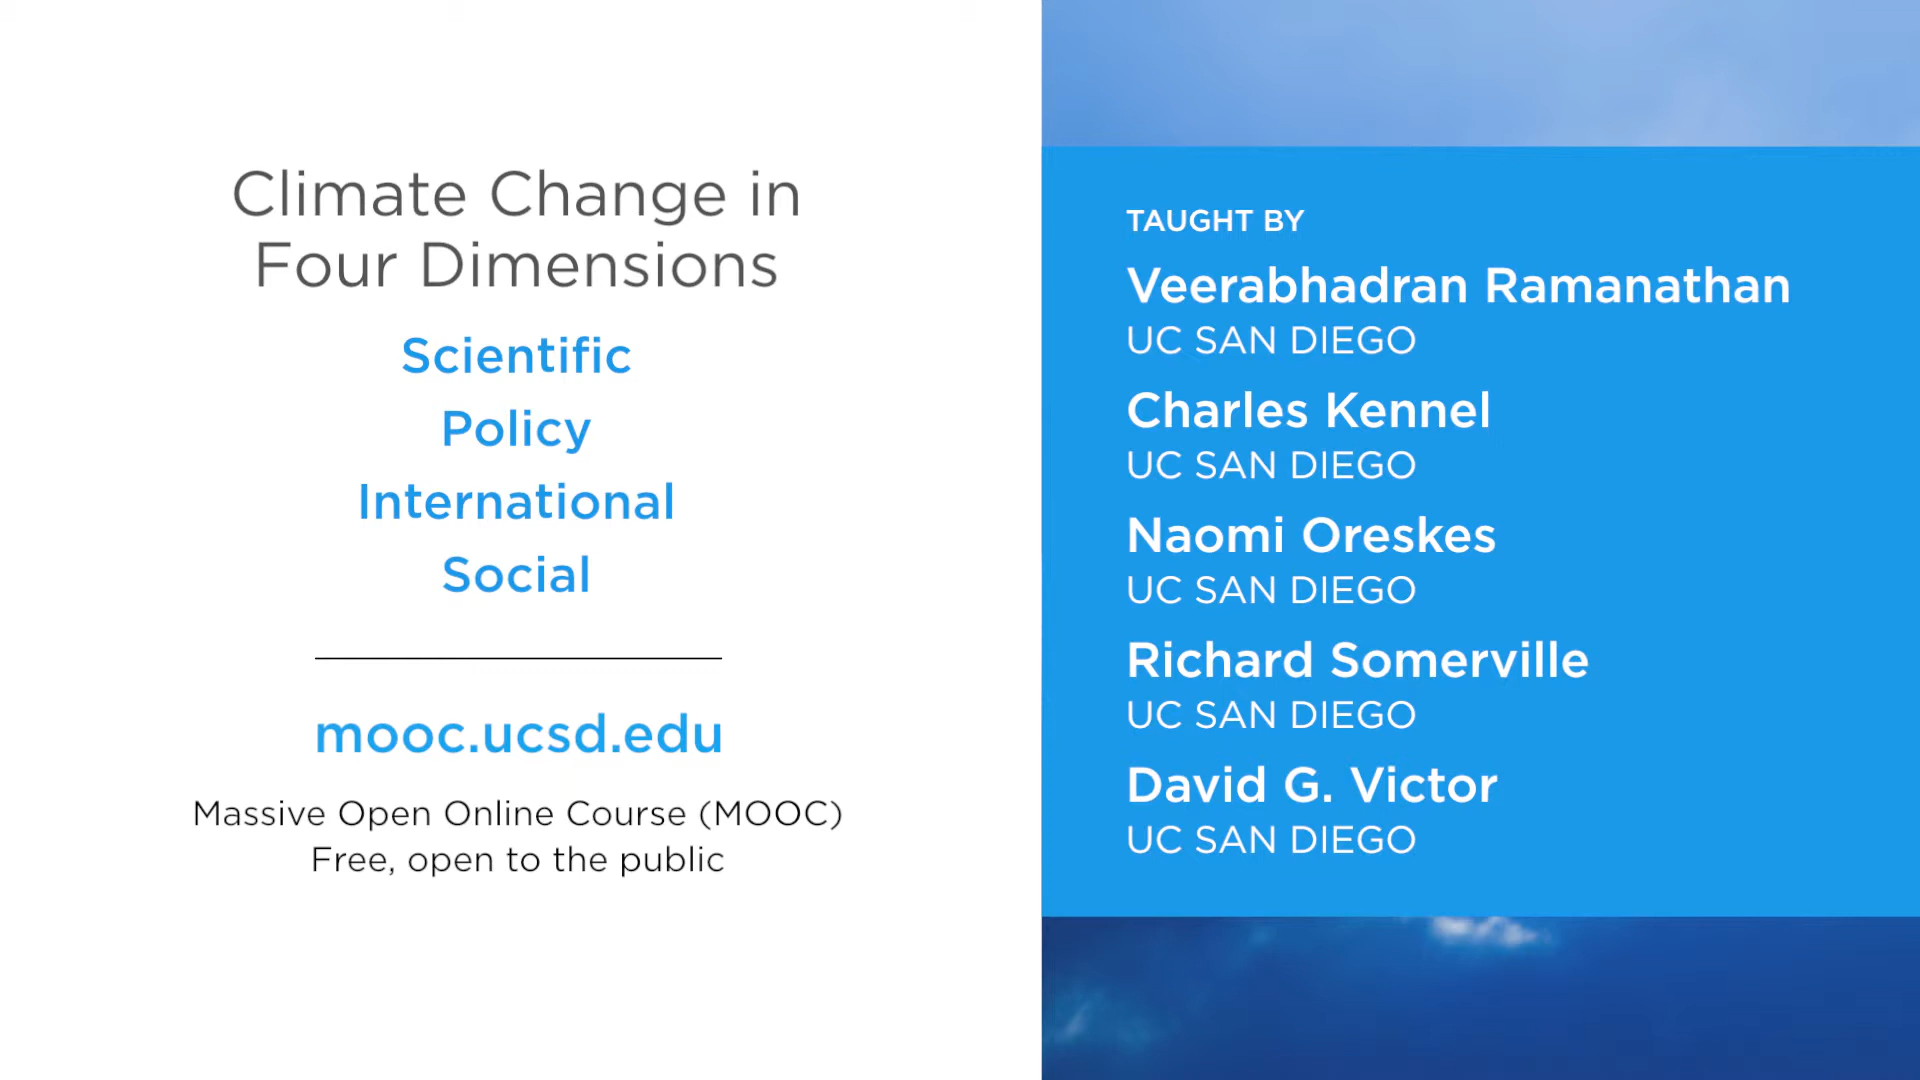 Climate Change in
Four Dimensions
Scientific
Policy
International
Social
mooc.ucsd.edu
Massive Open Online Course (MOOC)
Free, open to the public
TAUGHT BY
Veerabhadran Ramanathan
UC SAN DIEGO
Charles Kennel
UC SAN DIEGO
Naomi Oreskes
UC SAN DIEGO
Richard Somerville
UC SAN DIEGO
David G. Victor
UC SAN DIEGO